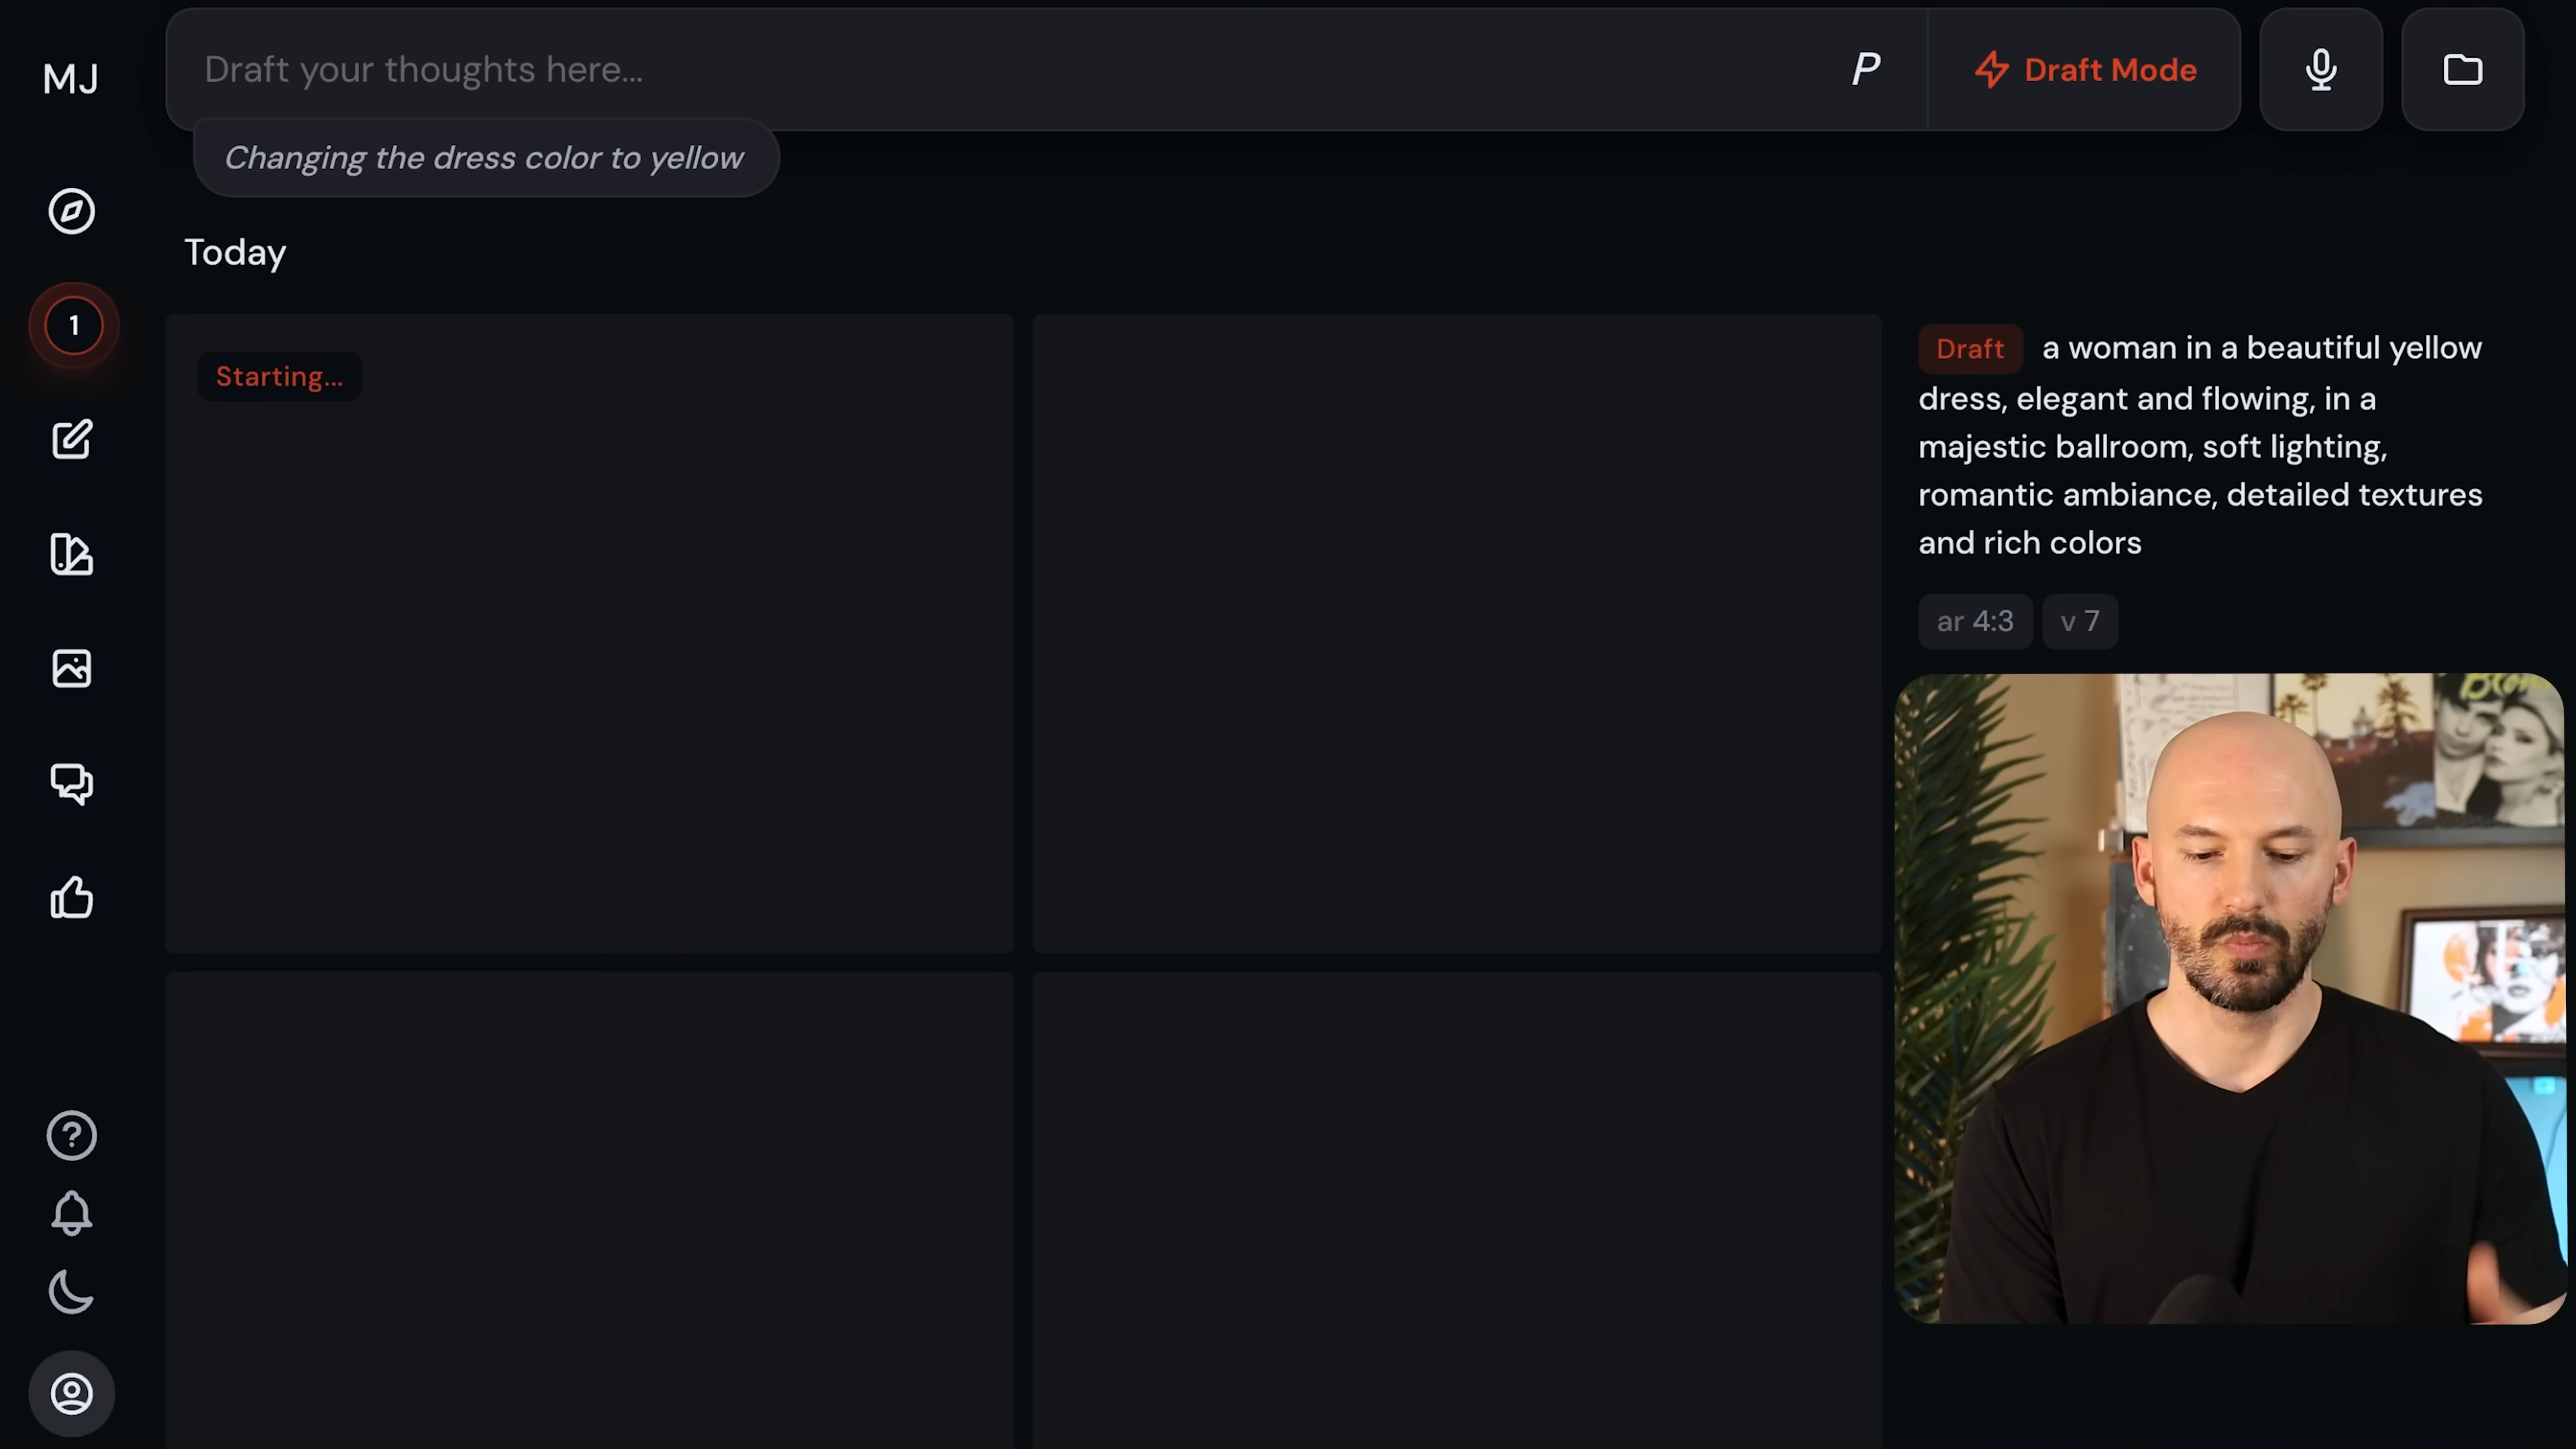 MJ
Draft your thoughts here...
P
Draft Mode
Changing the dress color to yellow
Today
1
Starting...
Draft a woman in a beautiful yellow
dress, elegant and flowing, in a
majestic ballroom, soft lighting,
romantic ambiance, detailed textures
and rich colors
ar 4:3 v 7